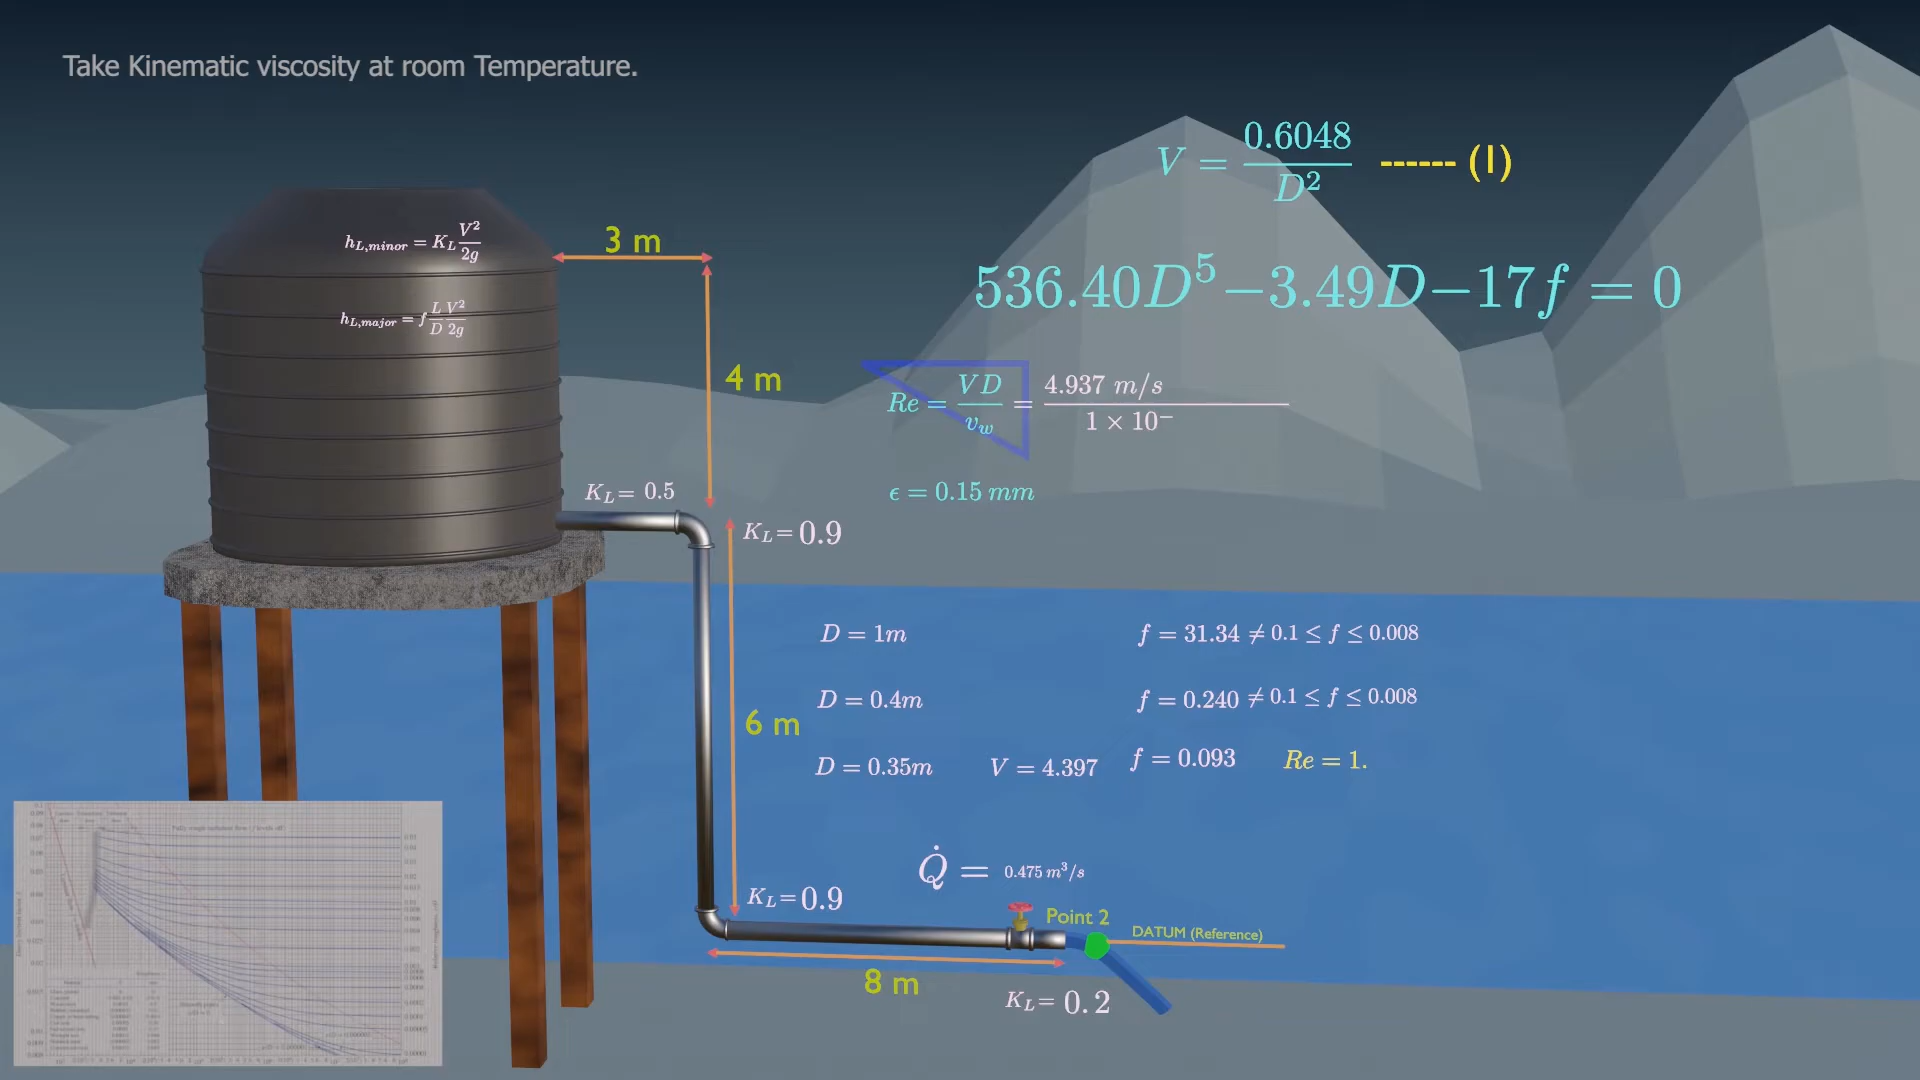 Take Kinematic viscosity at room Temperature.
V = 0.6048 / D² ------ (1)
h_{L,minor} = K_L V²/2g
3 m
536.40D⁵−3.49D−17f = 0
h_{L,major} = f L/D V²/2g
4 m
Re = VD/v_w = 4.937 m/s / 1 × 10⁻
K_L = 0.5
ϵ = 0.15 mm
K_L = 0.9
D = 1m f = 31.34 ≠ 0.1 ≤ f ≤ 0.008
D = 0.4m f = 0.240 ≠ 0.1 ≤ f ≤ 0.008
6 m
D = 0.35m V = 4.397 f = 0.093 Re = 1.
Q̇ = 0.475 m³/s
K_L = 0.9
Point 2
DATUM (Reference)
8 m
K_L = 0.2